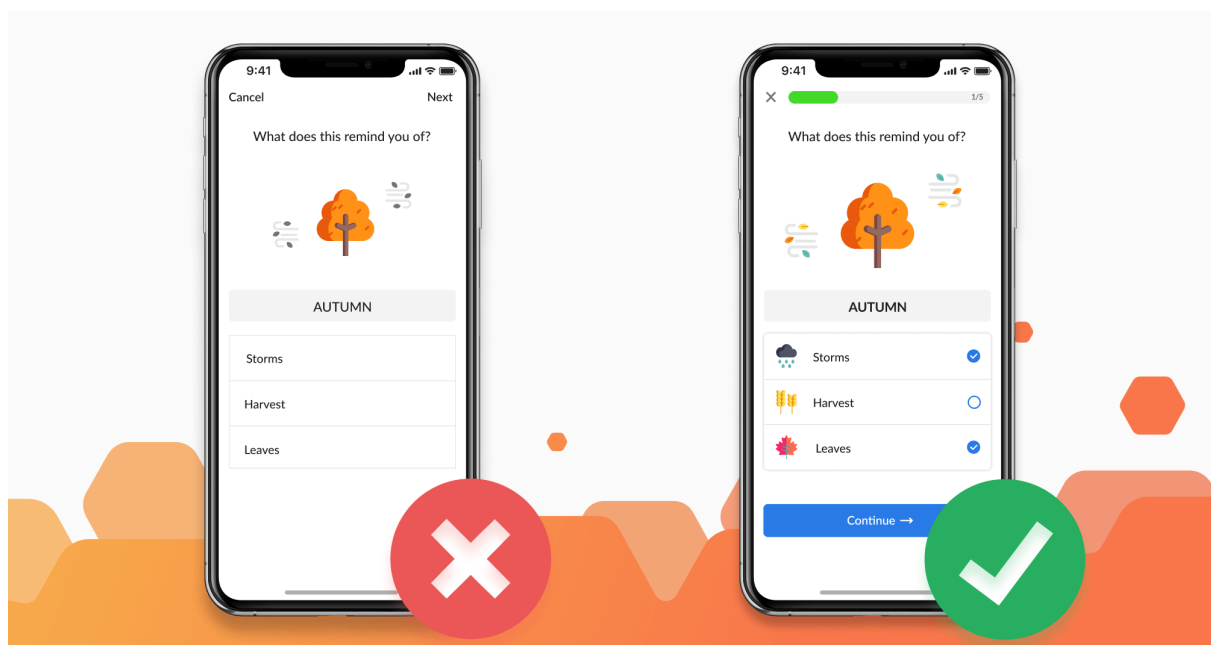 9:41
Cancel Next
What does this remind you of?
AUTUMN
Storms
Harvest
Leaves
9:41
1/5
What does this remind you of?
AUTUMN
Storms
Harvest
Leaves
Continue →